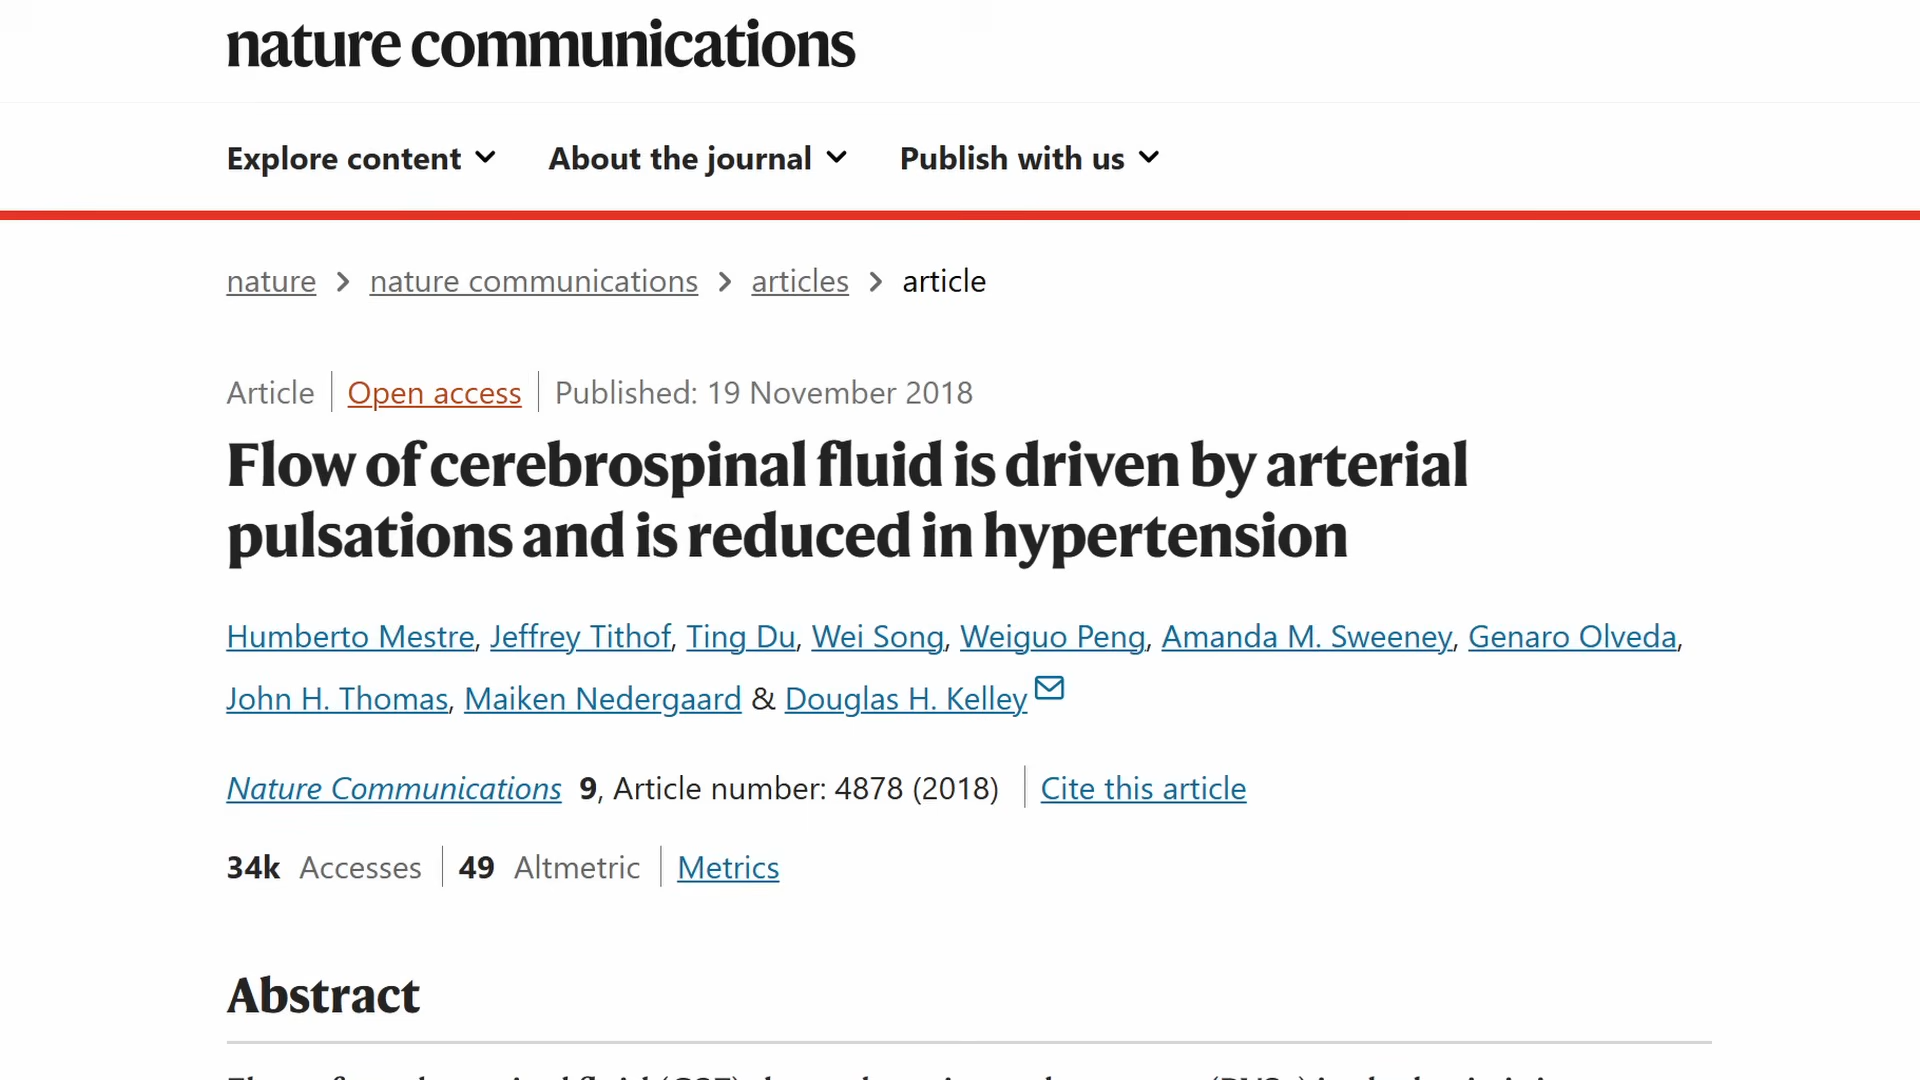 nature communications
Explore content About the journal Publish with us
nature > nature communications > articles > article
Article | Open access | Published: 19 November 2018
Flow of cerebrospinal fluid is driven by arterial
pulsations and is reduced in hypertension
Humberto Mestre, Jeffrey Tithof, Ting Du, Wei Song, Weiguo Peng, Amanda M. Sweeney, Genaro Olveda,
John H. Thomas, Maiken Nedergaard & Douglas H. Kelley
Nature Communications 9, Article number: 4878 (2018) | Cite this article
34k Accesses | 49 Altmetric | Metrics
Abstract